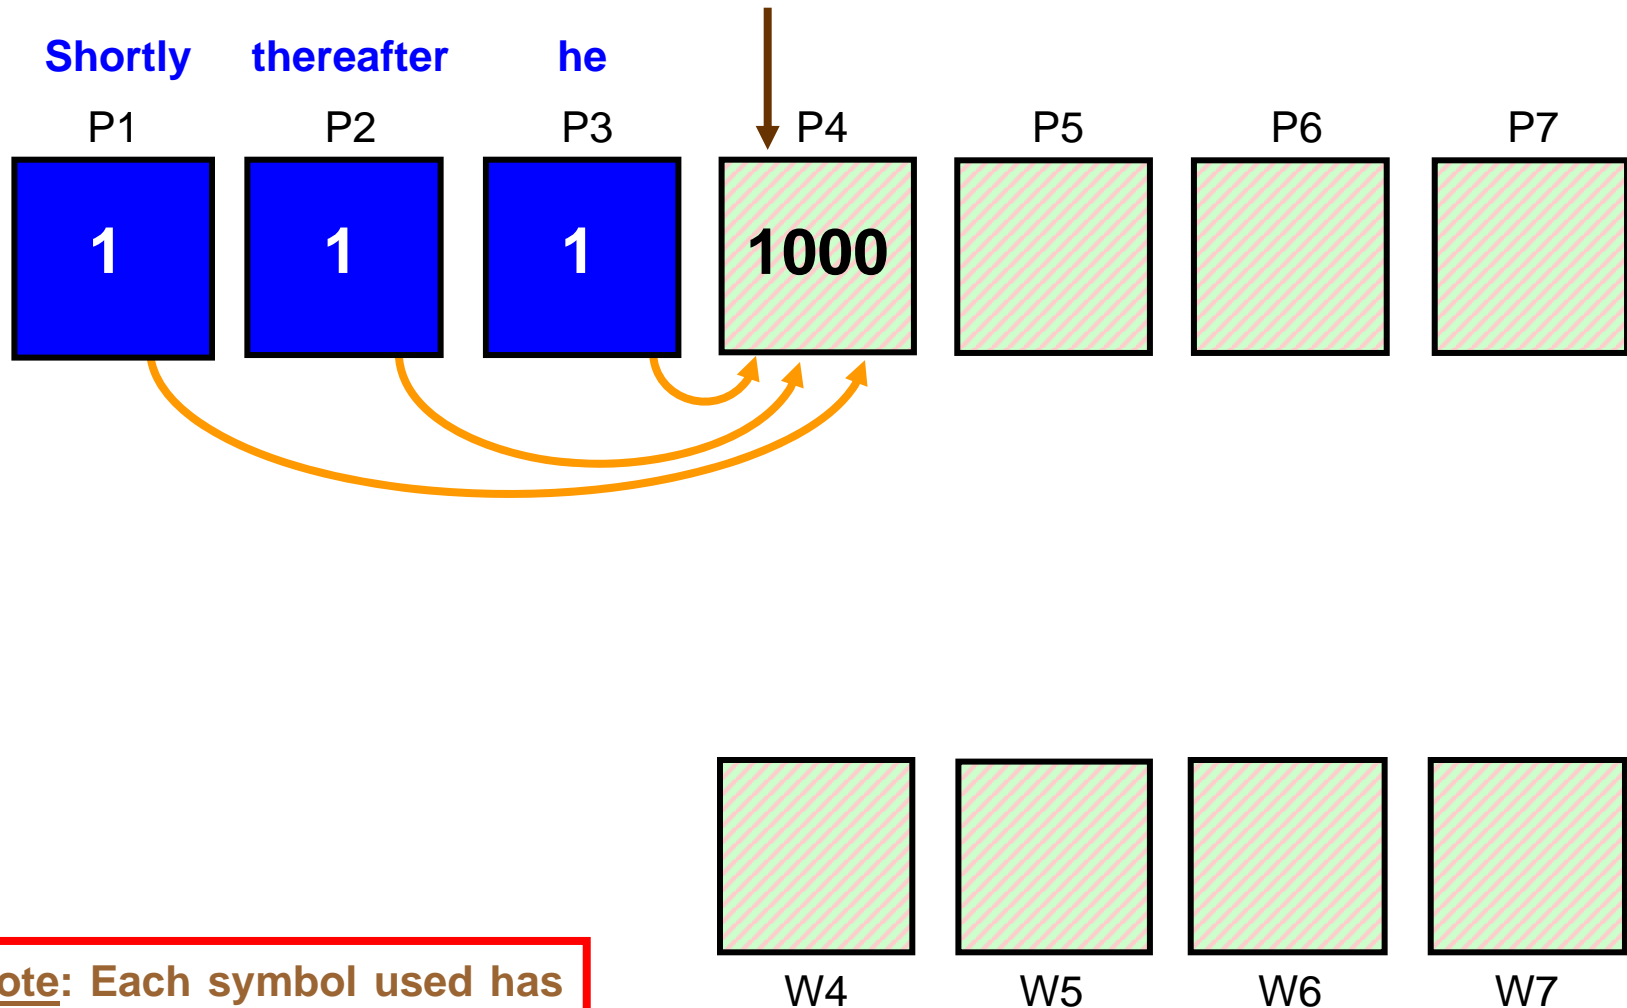 Shortly thereafter he
P1 P2 P3 P4 P5 P6 P7
1 1 1 1000
ote: Each symbol used has
W4 W5 W6 W7